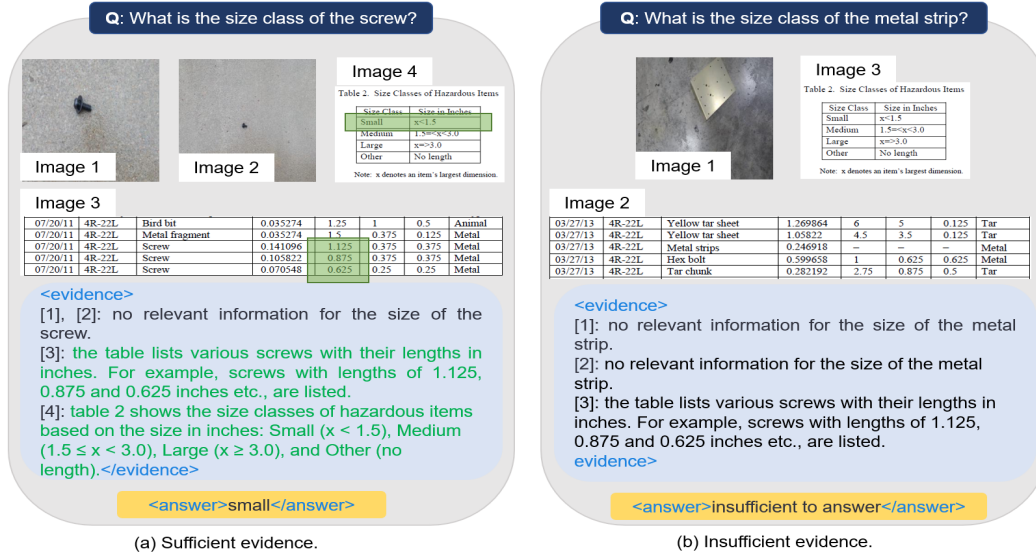 Q: What is the size class of the screw?
Image 1
Image 2
Image 4
Table 2. Size Classes of Hazardous Items
Size Class Size in Inches
Small x<1.5
Medium 1.5=<x<3.0
Large x=>3.0
Other No length
Note: x denotes an item's largest dimension.
Image 3
07/20/11 4R-22L Bird bit 0.035274 1.25 1 0.5 Animal
07/20/11 4R-22L Metal fragment 0.035274 1.5 0.375 0.125 Metal
07/20/11 4R-22L Screw 0.141096 1.125 0.375 0.375 Metal
07/20/11 4R-22L Screw 0.105822 0.875 0.375 0.375 Metal
07/20/11 4R-22L Screw 0.070548 0.625 0.25 0.25 Metal
<evidence>
[1], [2]: no relevant information for the size of the
screw.
[3]: the table lists various screws with their lengths in
inches. For example, screws with lengths of 1.125,
0.875 and 0.625 inches etc., are listed.
[4]: table 2 shows the size classes of hazardous items
based on the size in inches: Small (x < 1.5), Medium
(1.5 ≤ x < 3.0), Large (x ≥ 3.0), and Other (no
length).</evidence>
<answer>small</answer>
(a) Sufficient evidence.
Q: What is the size class of the metal strip?
Image 1
Image 3
Table 2. Size Classes of Hazardous Items
Size Class Size in Inches
Small x<1.5
Medium 1.5=<x<3.0
Large x=>3.0
Other No length
Note: x denotes an item's largest dimension.
Image 2
03/27/13 4R-22L Yellow tar sheet 1.269864 6 5 0.125 Tar
03/27/13 4R-22L Yellow tar sheet 1.05822 4.5 3.5 0.125 Tar
03/27/13 4R-22L Metal strips 0.246918 – – – Metal
03/27/13 4R-22L Hex bolt 0.599658 1 0.625 0.625 Metal
03/27/13 4R-22L Tar chunk 0.282192 2.75 0.875 0.5 Tar
<evidence>
[1]: no relevant information for the size of the metal
strip.
[2]: no relevant information for the size of the metal
strip.
[3]: the table lists various screws with their lengths in
inches. For example, screws with lengths of 1.125,
0.875 and 0.625 inches etc., are listed.
evidence>
<answer>insufficient to answer</answer>
(b) Insufficient evidence.